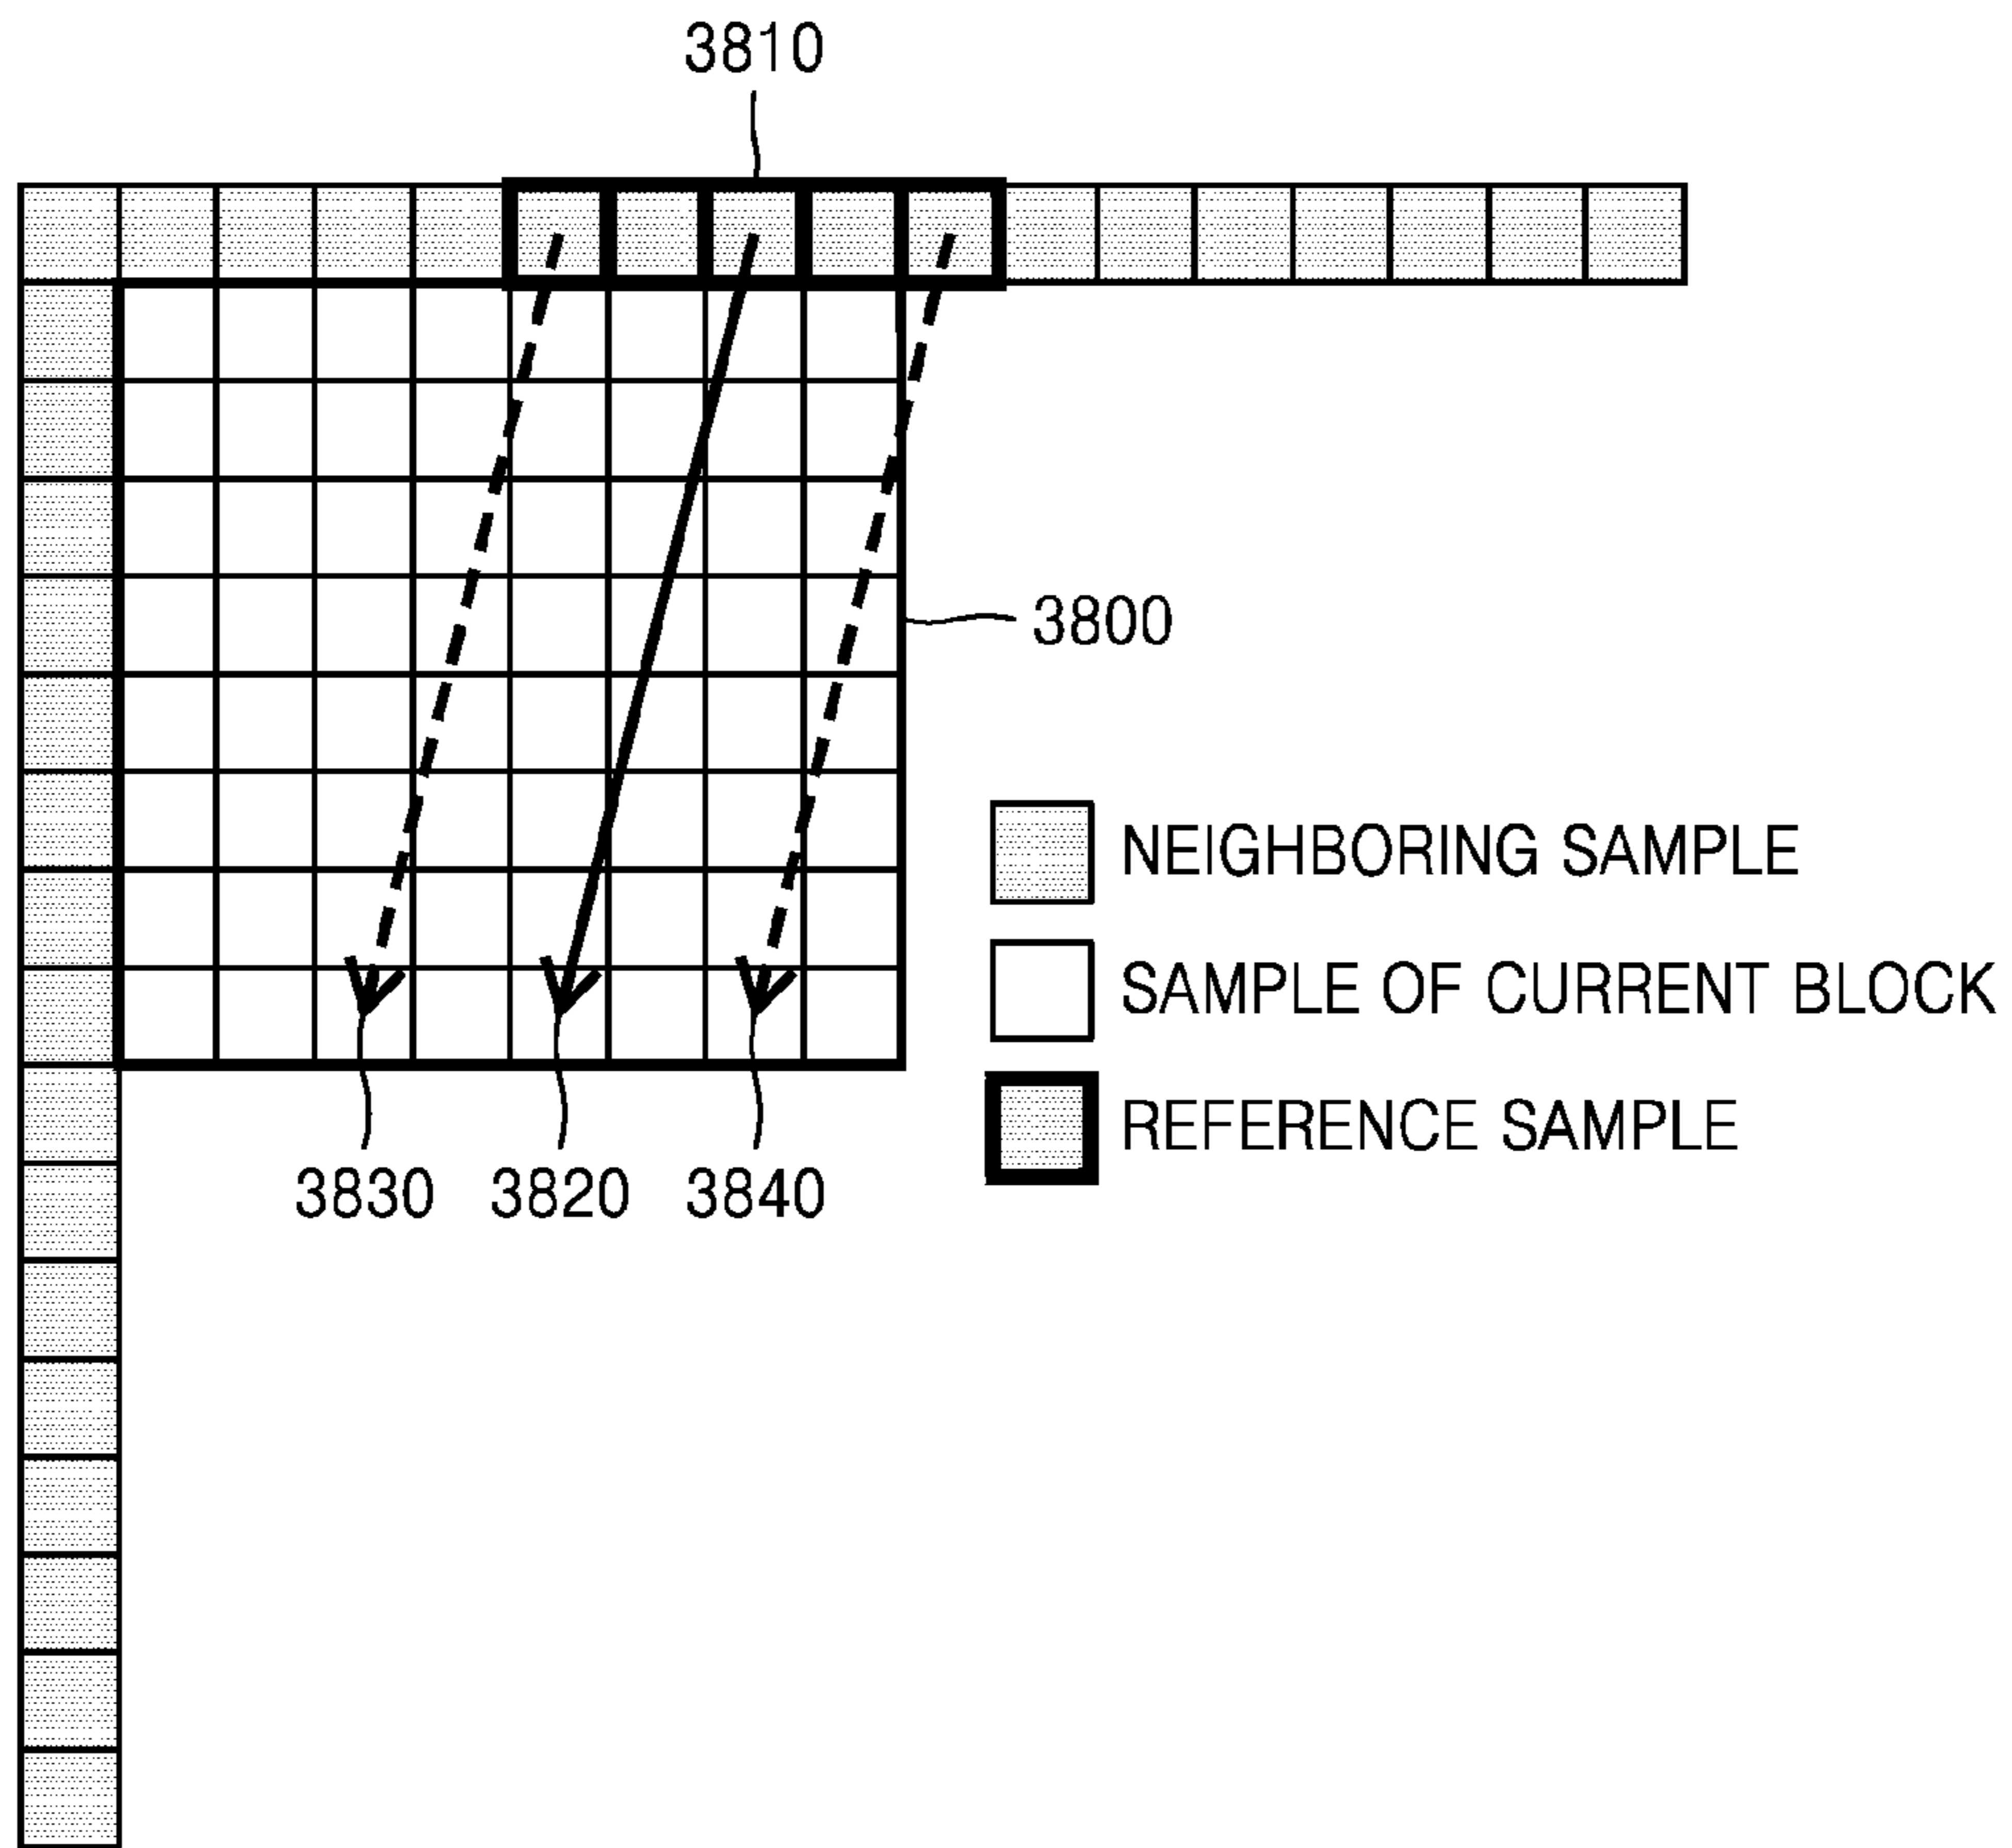 3810
3800
NEIGHBORING SAMPLE
SAMPLE OF CURRENT BLOCK
REFERENCE SAMPLE
3830 3820 3840